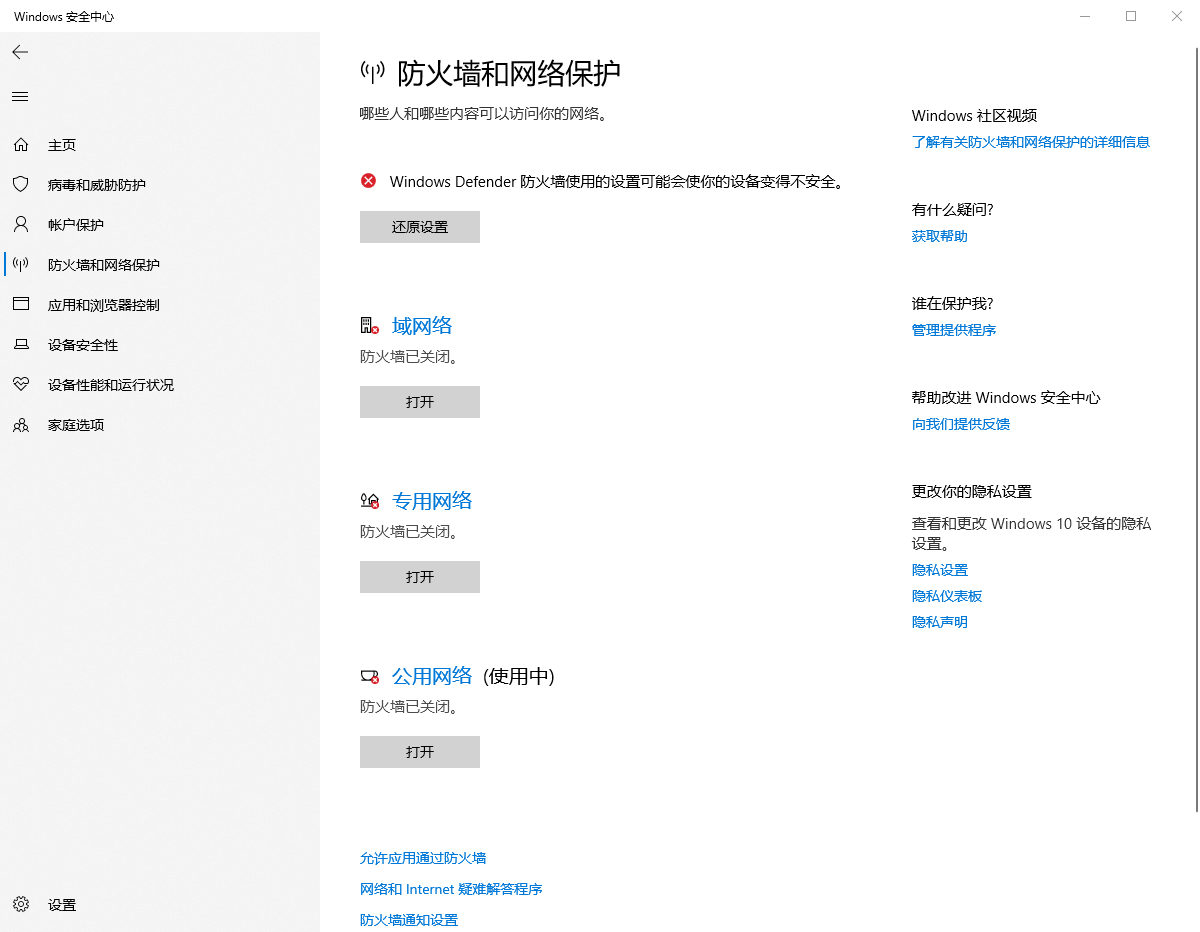 Windows 安全中心
主页
病毒和威胁防护
帐户保护
防火墙和网络保护
应用和浏览器控制
设备安全性
设备性能和运行状况
家庭选项
设置
防火墙和网络保护
哪些人和哪些内容可以访问你的网络。
Windows Defender 防火墙使用的设置可能会使你的设备变得不安全。
还原设置
域网络
防火墙已关闭。
打开
专用网络
防火墙已关闭。
打开
公用网络 (使用中)
防火墙已关闭。
打开
允许应用通过防火墙
网络和 Internet 疑难解答程序
防火墙通知设置
Windows 社区视频
了解有关防火墙和网络保护的详细信息
有什么疑问?
获取帮助
谁在保护我?
管理提供程序
帮助改进 Windows 安全中心
向我们提供反馈
更改你的隐私设置
查看和更改 Windows 10 设备的隐私
设置。
隐私设置
隐私仪表板
隐私声明